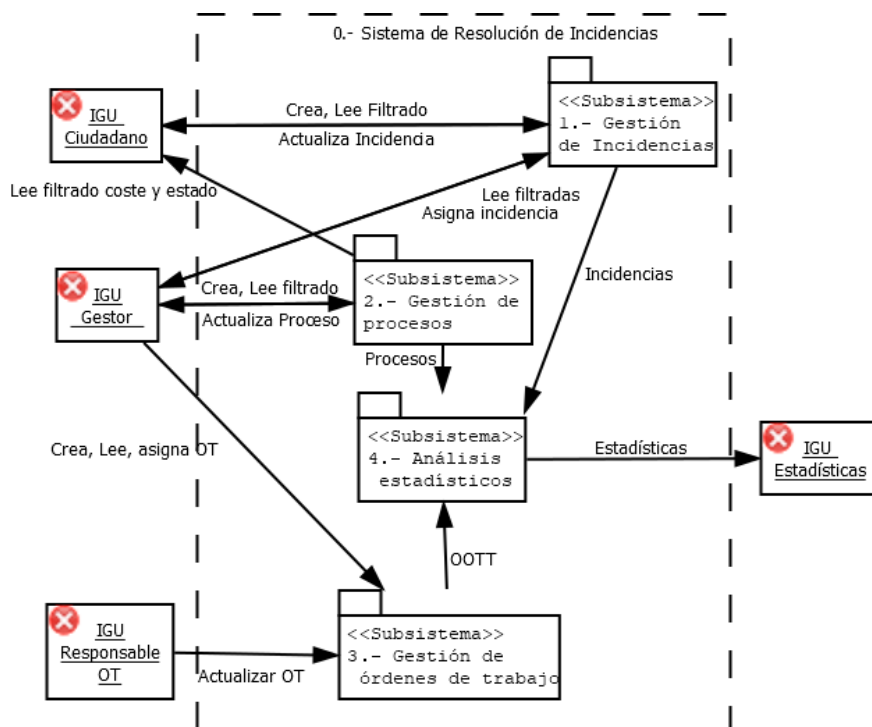 0.- Sistema de Resolución de Incidencias
IGU
Ciudadano
Crea, Lee Filtrado
Actualiza Incidencia
<<Subsistema>>
1.- Gestión
de Incidencias
Lee filtrado coste y estado
Lee filtradas
Asigna incidencia
IGU
Gestor
Crea, Lee filtrado
Actualiza Proceso
<<Subsistema>>
2.- Gestión de
procesos
Incidencias
Procesos
Crea, Lee, asigna OT
<<Subsistema>>
4.- Análisis
estadísticos
Estadísticas
IGU
Estadísticas
OOTT
IGU
Responsable
OT
Actualizar OT
<<Subsistema>>
3.- Gestión de
órdenes de trabajo